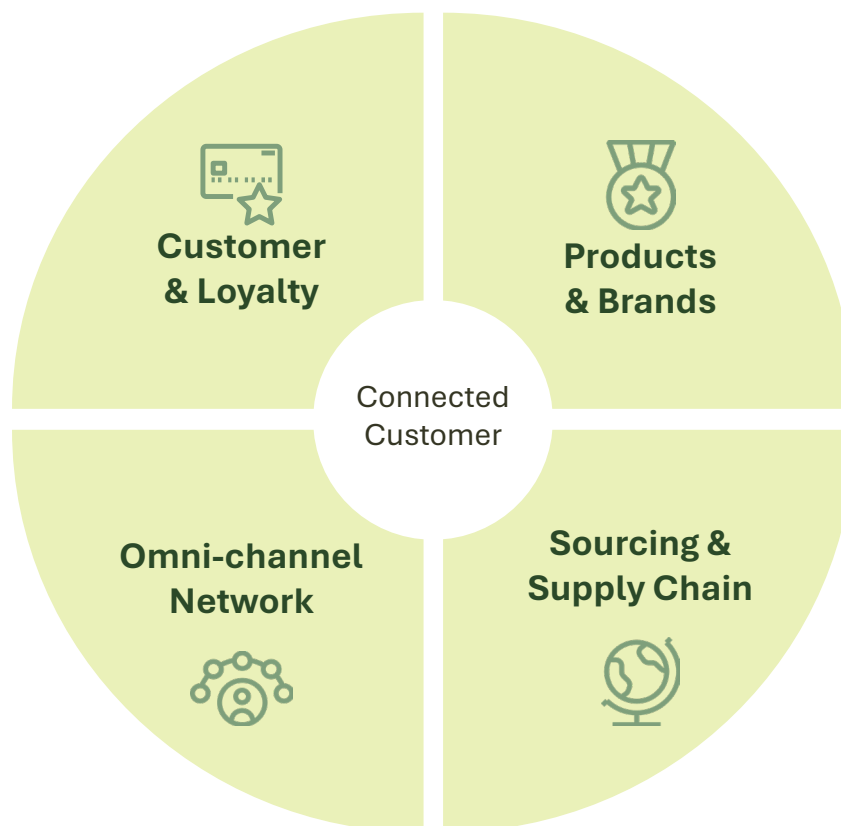 Customer
& Loyalty
Products
& Brands
Connected
Customer
Omni-channel
Network
Sourcing &
Supply Chain